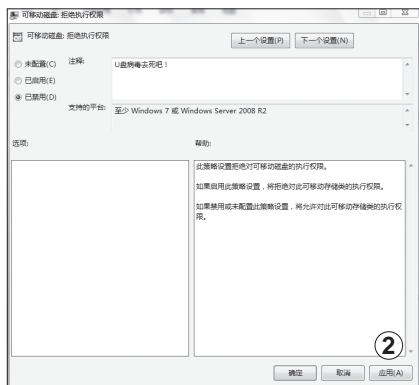 可移动磁盘: 拒绝执行权限
可移动磁盘: 拒绝执行权限
上一个设置(P)
下一个设置(N)
未配置(C)
注释:
U盘病毒去死吧！
已启用(E)
已禁用(D)
支持的平台:
至少 Windows 7 或 Windows Server 2008 R2
选项:
帮助:
此策略设置拒绝对可移动磁盘的执行权限。
如果启用此策略设置，将拒绝对此可移动存储类的执行权限。
如果禁用或未配置此策略设置，将允许对此可移动存储类的执行权
限。
②
确定
取消
应用(A)